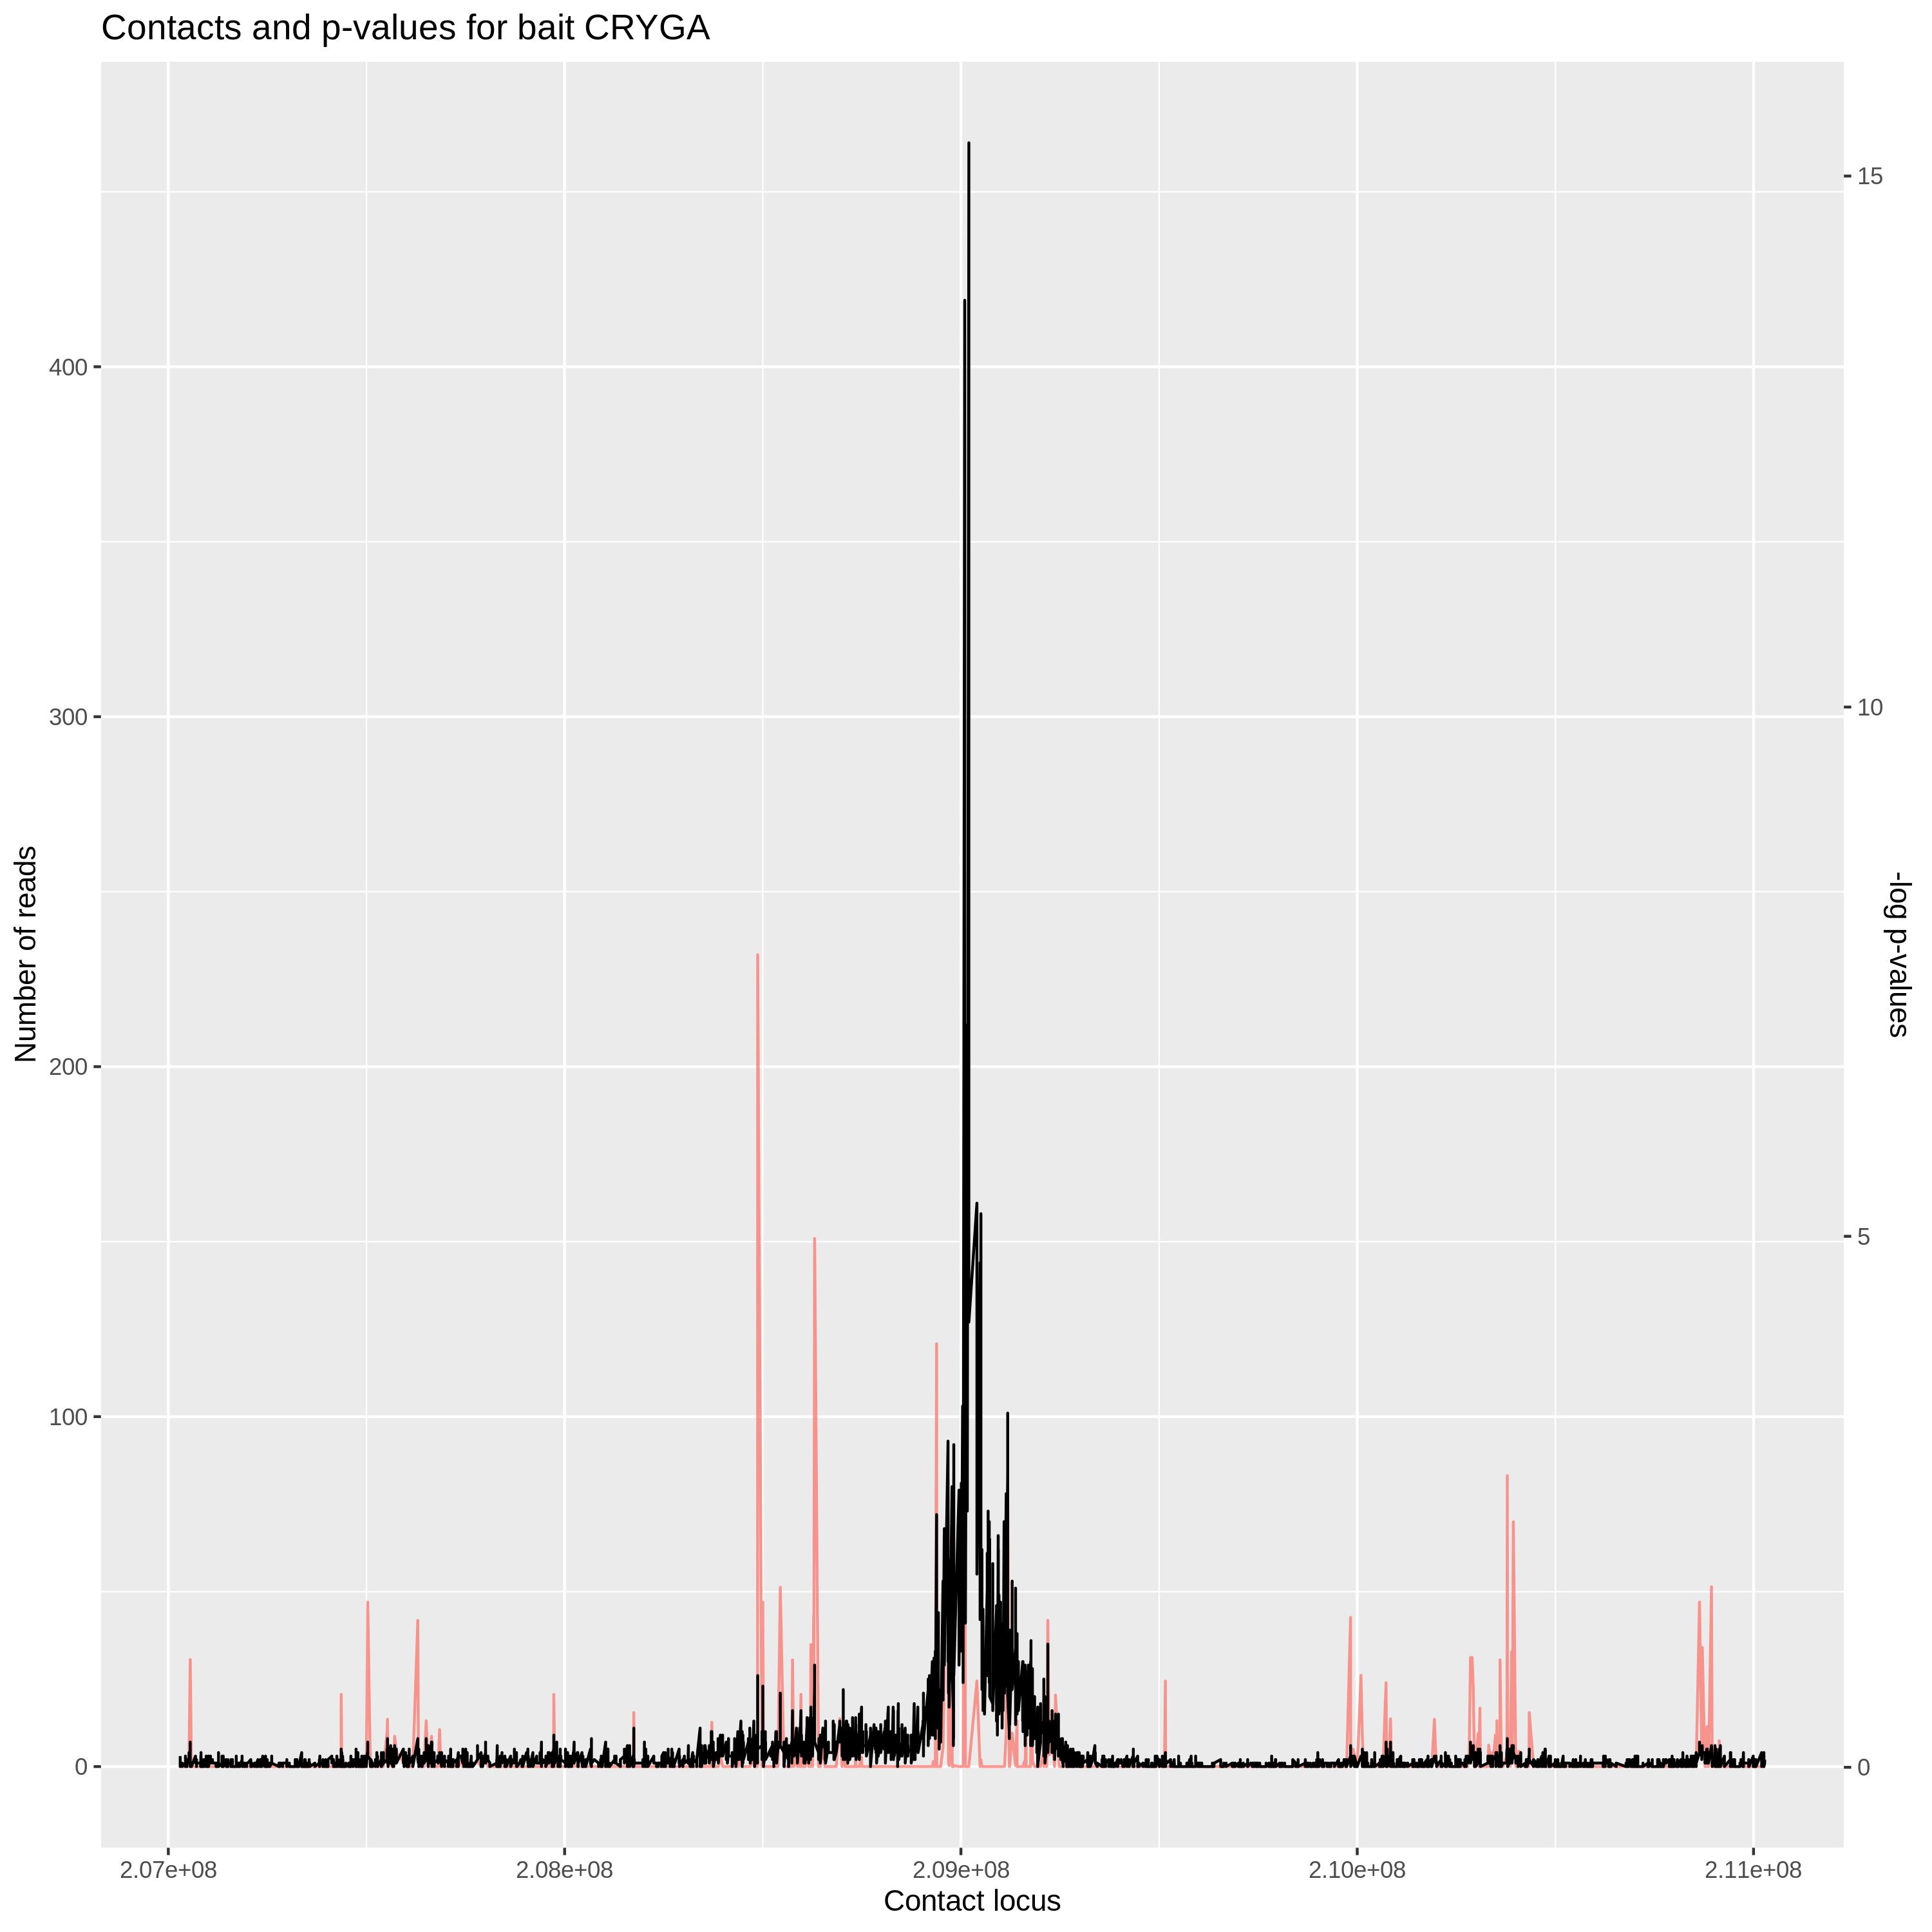 Contacts and p-values for bait CRYGA
400
300
200
100
0
Number of reads
15
10
5
0
-log p-values
2.07e+08
2.08e+08
2.09e+08
2.10e+08
2.11e+08
Contact locus